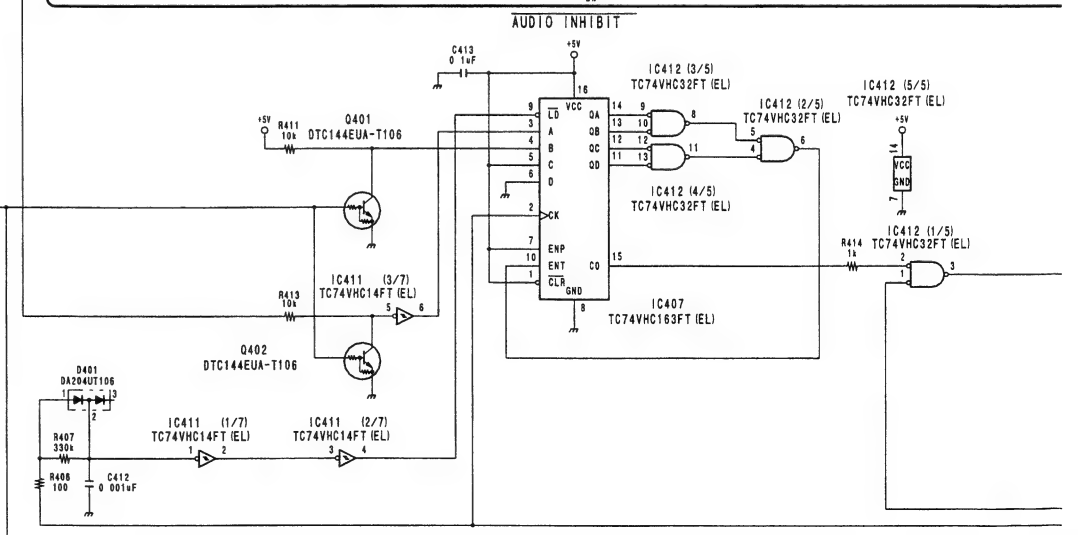 AUDIO INHIBIT
C413
0 1uF
+5V
IC412 (3/5)
TC74VHC32FT(EL)
IC412 (2/5)
TC74VHC32FT(EL)
IC412 (5/5)
TC74VHC32FT(EL)
+5V
14
VCC
GND
7
16
VCC
+5V
R411
10k
Q401
DTC144EUA-T106
9 LD
3 A
4 B
5 C
6 D
2 CK
7 ENP
10 ENT
1 CLR
QA 14
QB 13
QC 12
QD 11
CO 15
GND
8
9
10
8
12
13
11
5
4
6
IC412 (4/5)
TC74VHC32FT(EL)
IC407
TC74VHC163FT(EL)
R414
1k
IC412 (1/5)
TC74VHC32FT(EL)
2
1
3
R413
10k
IC411 (3/7)
TC74VHC14FT(EL)
5
6
Q402
DTC144EUA-T106
D401
DA204UT106
1
3
2
R407
330k
R406
100
C412
0 001uF
IC411 (1/7)
TC74VHC14FT(EL)
1
2
IC411 (2/7)
TC74VHC14FT(EL)
3
4